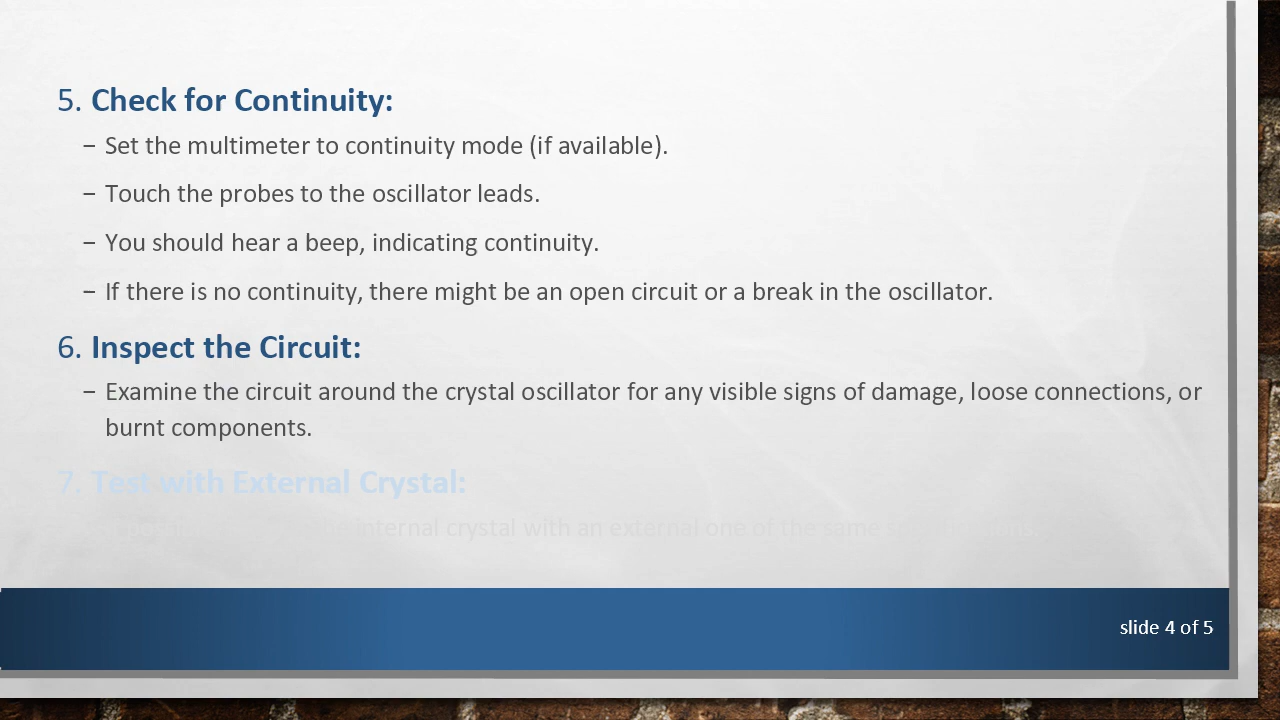 5. Check for Continuity:
– Set the multimeter to continuity mode (if available).
– Touch the probes to the oscillator leads.
– You should hear a beep, indicating continuity.
– If there is no continuity, there might be an open circuit or a break in the oscillator.
6. Inspect the Circuit:
– Examine the circuit around the crystal oscillator for any visible signs of damage, loose connections, or
burnt components.
7. Test with External Crystal:
the internal crystal with an external one of the same
slide 4 of 5